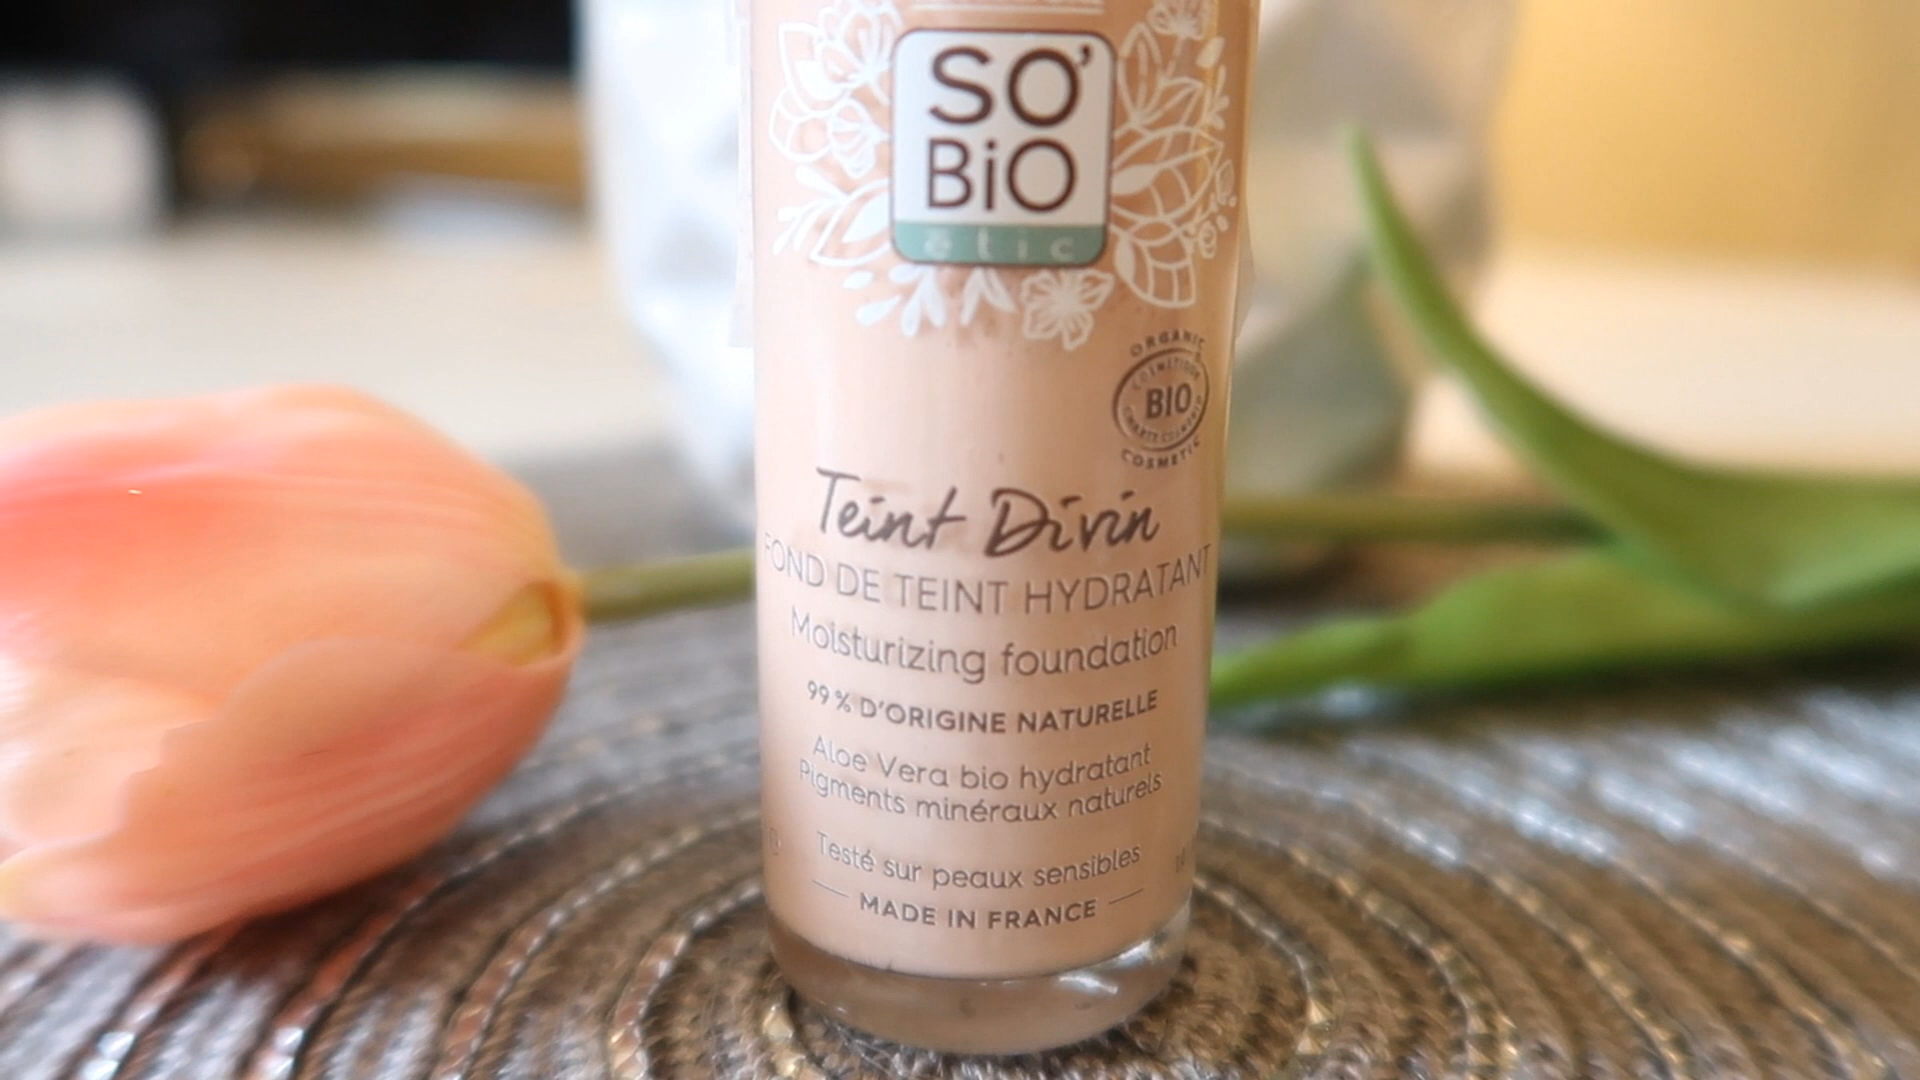 SO'
BiO
étic
ORGANIC
COSMÉTIQUE
BIO
COSMETIC
Teint Divin
FOND DE TEINT HYDRATANT
Moisturizing foundation
99 % D'ORIGINE NATURELLE
Aloe Vera bio hydratant
Pigments minéraux naturels
Testé sur peaux sensibles
MADE IN FRANCE